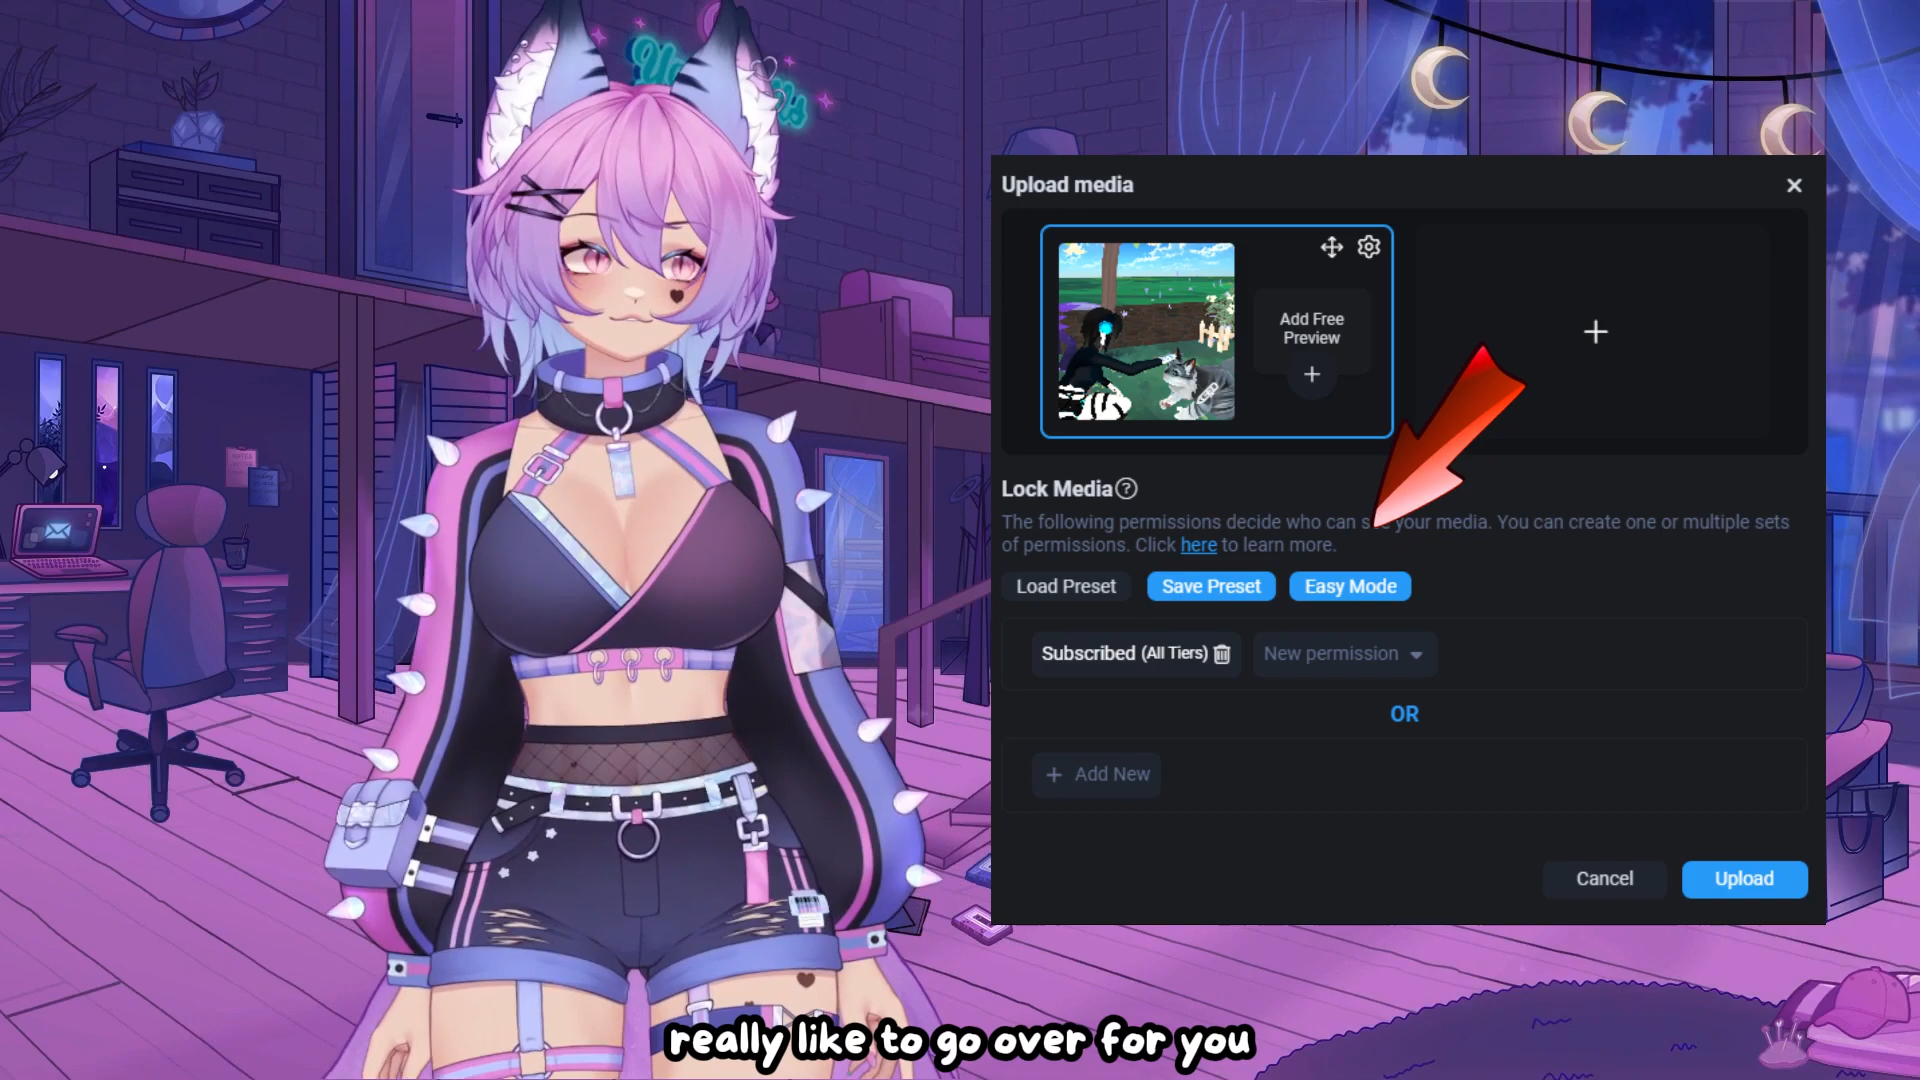 Upload media
Add Free
Preview
Lock Media
The following permissions decide who can see your media. You can create one or multiple sets
of permissions. Click here to learn more.
Load Preset
Save Preset
Easy Mode
Subscribed (All Tiers)
New permission
OR
+ Add New
Cancel
Upload
really like to go over for you